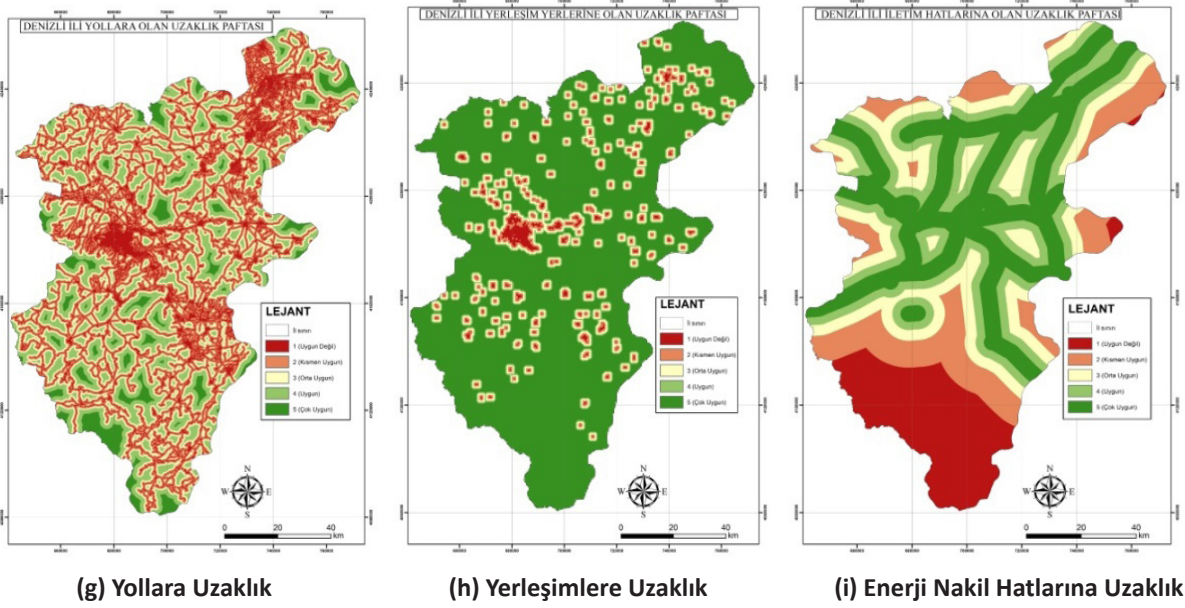 DENİZLİ İLİ YOLLARA OLAN UZAKLIK PAFTASI
LEJANT
İl sınırı
1 (Uygun Değil)
2 (Kısmen Uygun)
3 (Orta Uygun)
4 (Uygun)
5 (Çok Uygun)
N
W E
S
0 20 40
km
(g) Yollara Uzaklık
DENİZLİ İLİ YERLEŞİM YERLERİNE OLAN UZAKLIK PAFTASI
LEJANT
İl sınırı
1 (Uygun Değil)
2 (Kısmen Uygun)
3 (Orta Uygun)
4 (Uygun)
5 (Çok Uygun)
N
W E
S
0 20 40
km
(h) Yerleşimlere Uzaklık
DENİZLİ İLİ İLETİM HATLARINA OLAN UZAKLIK PAFTASI
LEJANT
İl sınırı
1 (Uygun Değil)
2 (Kısmen Uygun)
3 (Orta Uygun)
4 (Uygun)
5 (Çok Uygun)
N
W E
S
0 20 40
km
(i) Enerji Nakil Hatlarına Uzaklık